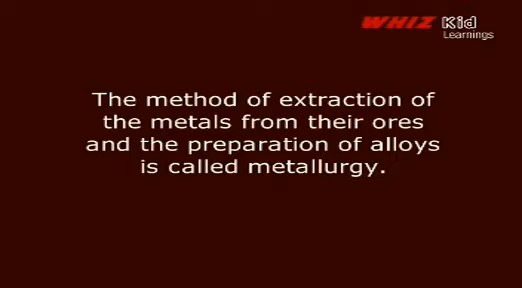 WHIZ Kid
Learnings
The method of extraction of
the metals from their ores
and the preparation of alloys
is called metallurgy.